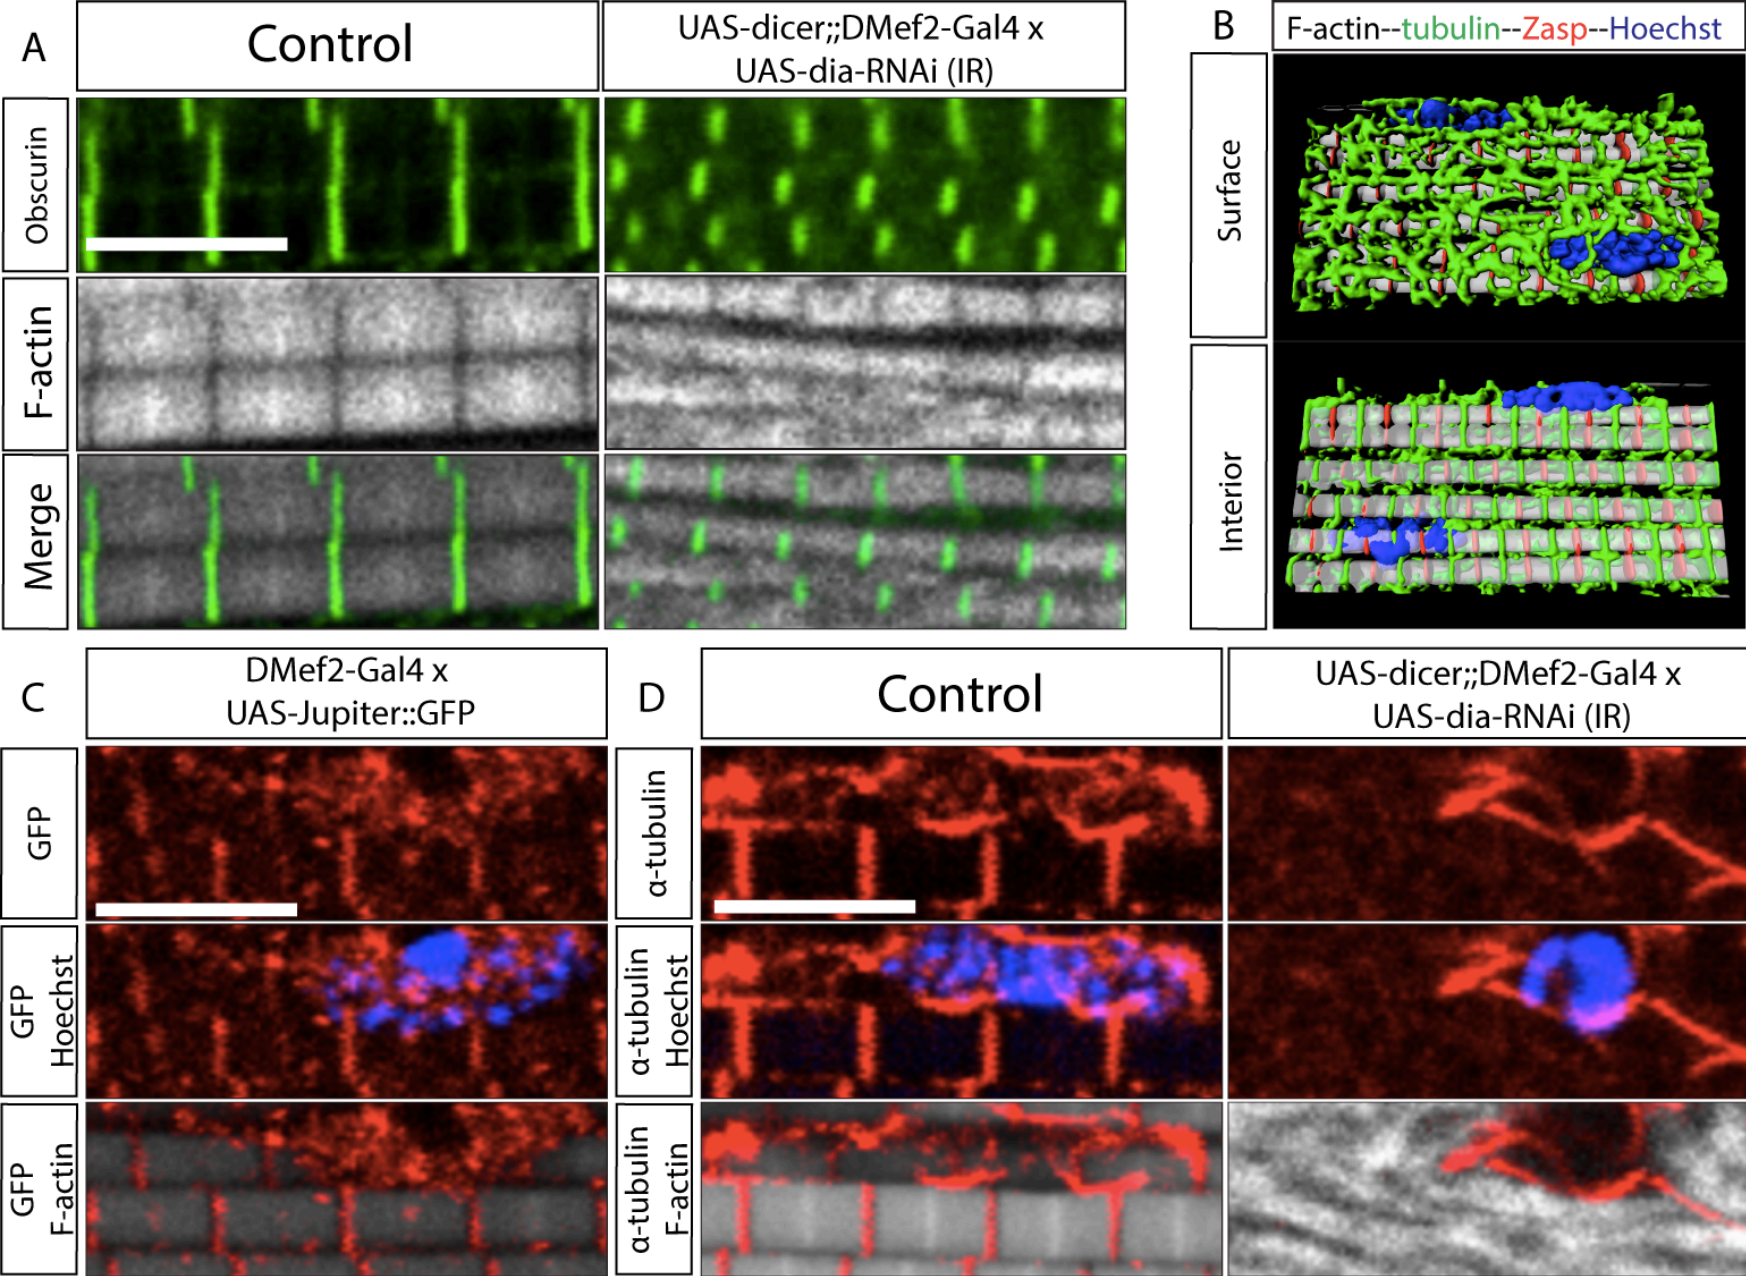 A
Control
UAS-dicer;;DMef2-Gal4 x
UAS-dia-RNAi (IR)
Obscurin
F-actin
Merge
B
F-actin--tubulin--Zasp--Hoechst
Surface
Interior
C
DMef2-Gal4 x
UAS-Jupiter::GFP
GFP
GFP
Hoechst
GFP
F-actin
D
Control
UAS-dicer;;DMef2-Gal4 x
UAS-dia-RNAi (IR)
α-tubulin
α-tubulin
Hoechst
α-tubulin
F-actin